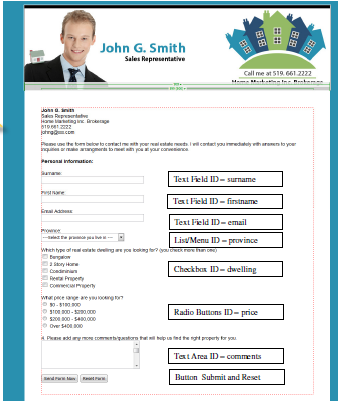 John G. Smith
Sales Representative
Call me at 519.661.2222
Home Marketing Inc. Brokerage
John G. Smith
Sales Representative
Home Marketing Inc. Brokerage
519.661.2222
johng@ss.com
Please use the form below to contact me with your real estate needs. I will contact you immediately with answers to your
inquiries or make arrangments to meet with you at your convenience.
Personal Information:
Surname:
Text Field ID= surname
First Name:
Text Field ID= firstname
Email Address:
Text Field ID= email
Province:
----Select the province you live in ----
List/Menu ID= province
Which type of real estate dwelling are you looking for? (you check more than one)
Bungalow
2 Story Home
Condiminium
Rental Property
Commercial Property
Checkbox ID= dwelling
What price range are you looking for?
$0 - $100,000
$100,000 - $200,000
$200,000 - $400,000
Over $400,000
Radio Buttons ID= price
4. Please add any more comments/questions that will help us find the right property for you.
Text Area ID= comments
Send Form Now
Reset Form
Button Submit and Reset